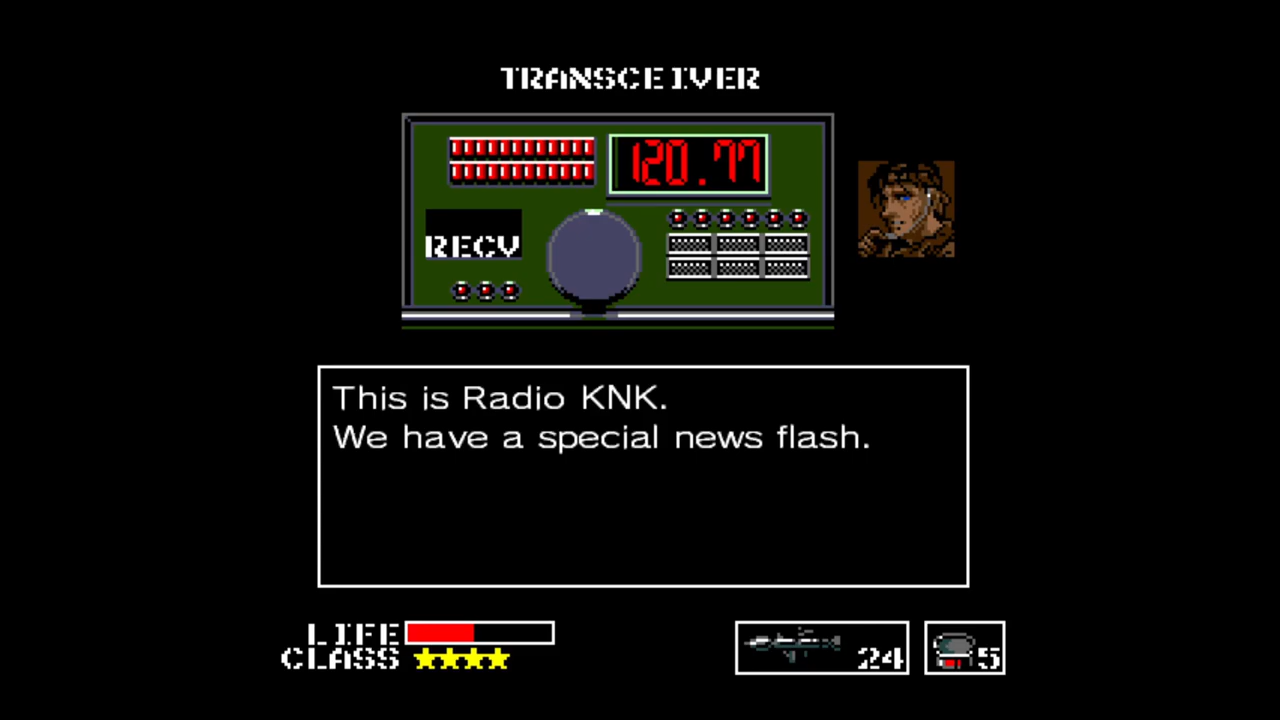 TRANSCEIVER
120.77
RECV
This is Radio KNK.
We have a special news flash.
LIFE
CLASS
24
5